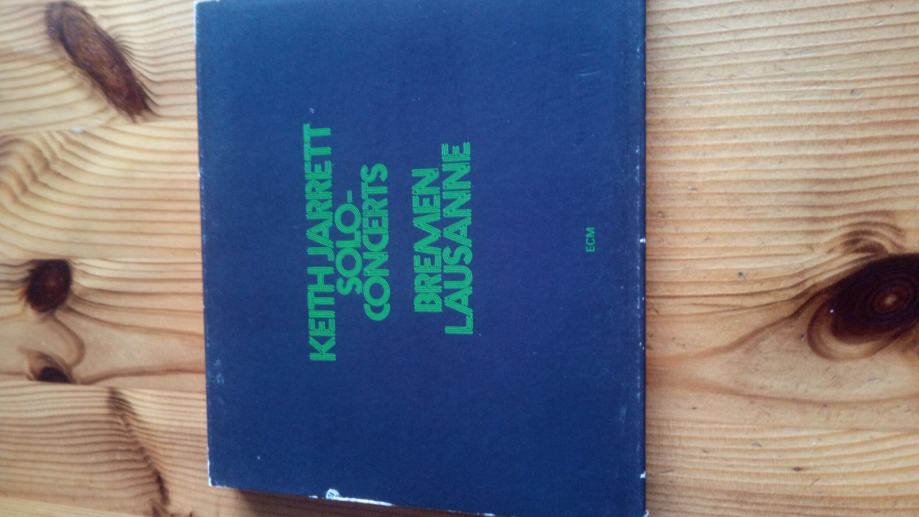 KEITH JARRETT
SOLO-
CONCERTS
BREMEN
LAUSANNE
ECM